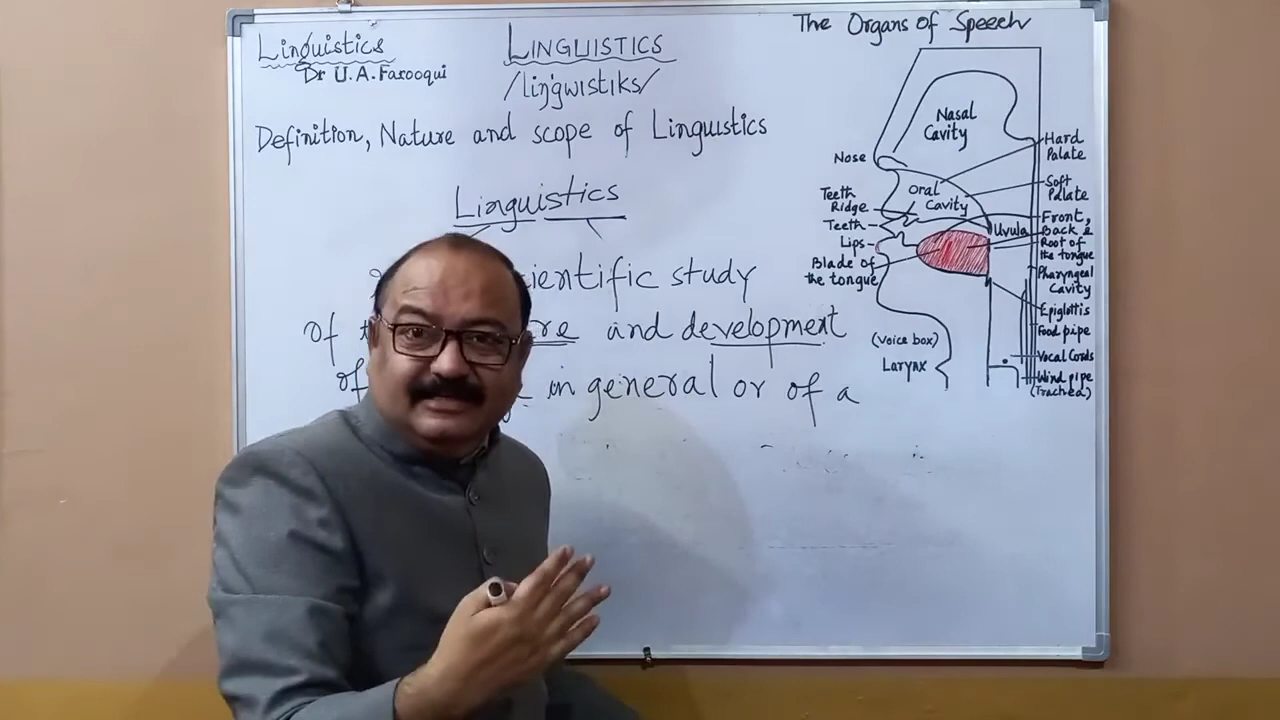 Linguistics
Dr U.A. Farooqui
LINGUISTICS
/liŋgwistiks/
Definition, Nature and scope of Linguistics
Linguistics
scientific study
of and development
of in general or of a
The Organs of Speech
Nasal
Cavity
Nose
Oral
Cavity
Teeth
Ridge
Teeth
Lips
Blade of
the tongue
(Voice box)
Larynx
Hard
Palate
Soft
Palate
Uvula
Front,
Back &
Root of
the tongue
Pharyngeal
Cavity
Epiglottis
Food pipe
Vocal Cords
Wind pipe
(Trachea)